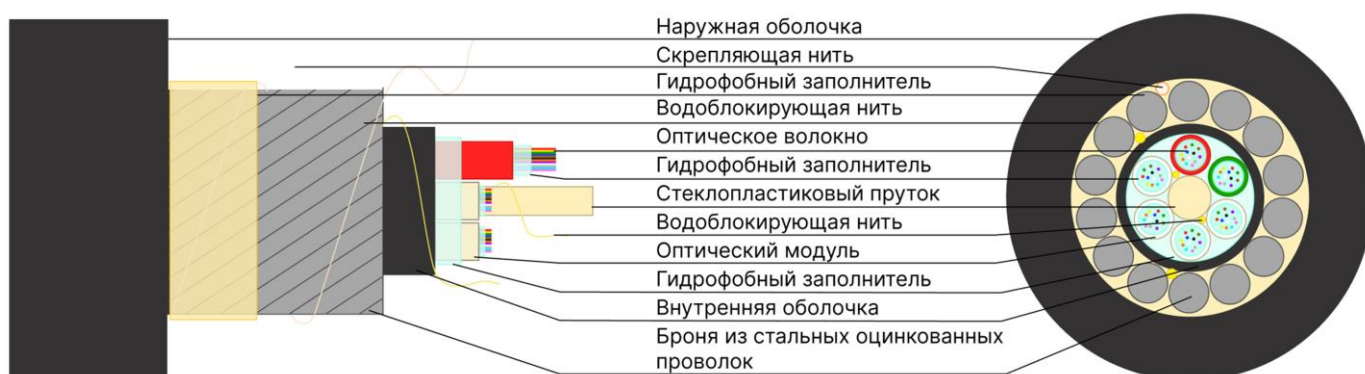 Наружная оболочка
Скрепляющая нить
Гидрофобный заполнитель
Водоблокирующая нить
Оптическое волокно
Гидрофобный заполнитель
Стеклопластиковый пруток
Водоблокирующая нить
Оптический модуль
Гидрофобный заполнитель
Внутренняя оболочка
Броня из стальных оцинкованных
проволок